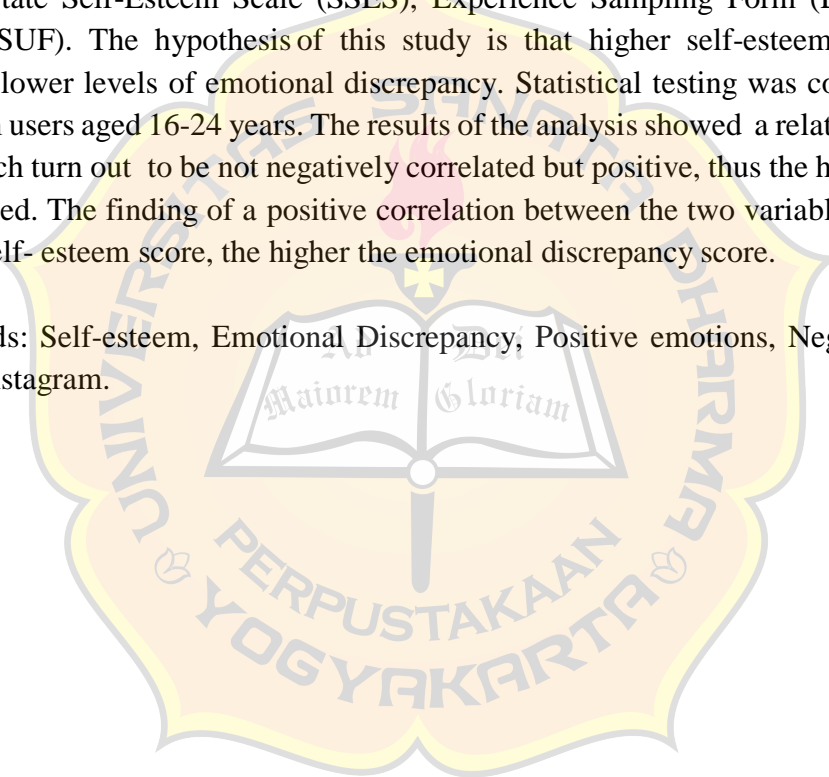 tate Self-Esteem Scale (SSES), Experience Sampling Form (
SUF). The hypothesis of this study is that higher self-esteem
lower levels of emotional discrepancy. Statistical testing was co
users aged 16-24 years. The results of the analysis showed a relat
ch turn out to be not negatively correlated but positive, thus the h
ed. The finding of a positive correlation between the two variabl
elf- esteem score, the higher the emotional discrepancy score.
ds: Self-esteem, Emotional Discrepancy, Positive emotions, Neg
stagram.
UNIVERSITAS SANATA DHARMA
Ad Dei
Maiorem Gloriam
PERPUSTAKAAN
YOGYAKARTA